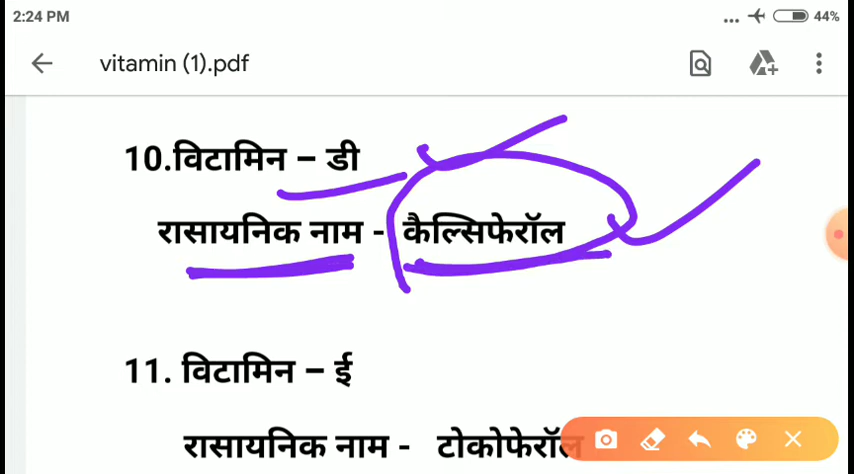 2:24 PM ... 44%
vitamin (1).pdf
10.विटामिन – डी
रासायनिक नाम - कैल्सिफेरॉल
11. विटामिन – ई
रासायनिक नाम - टोकोफेरॉल